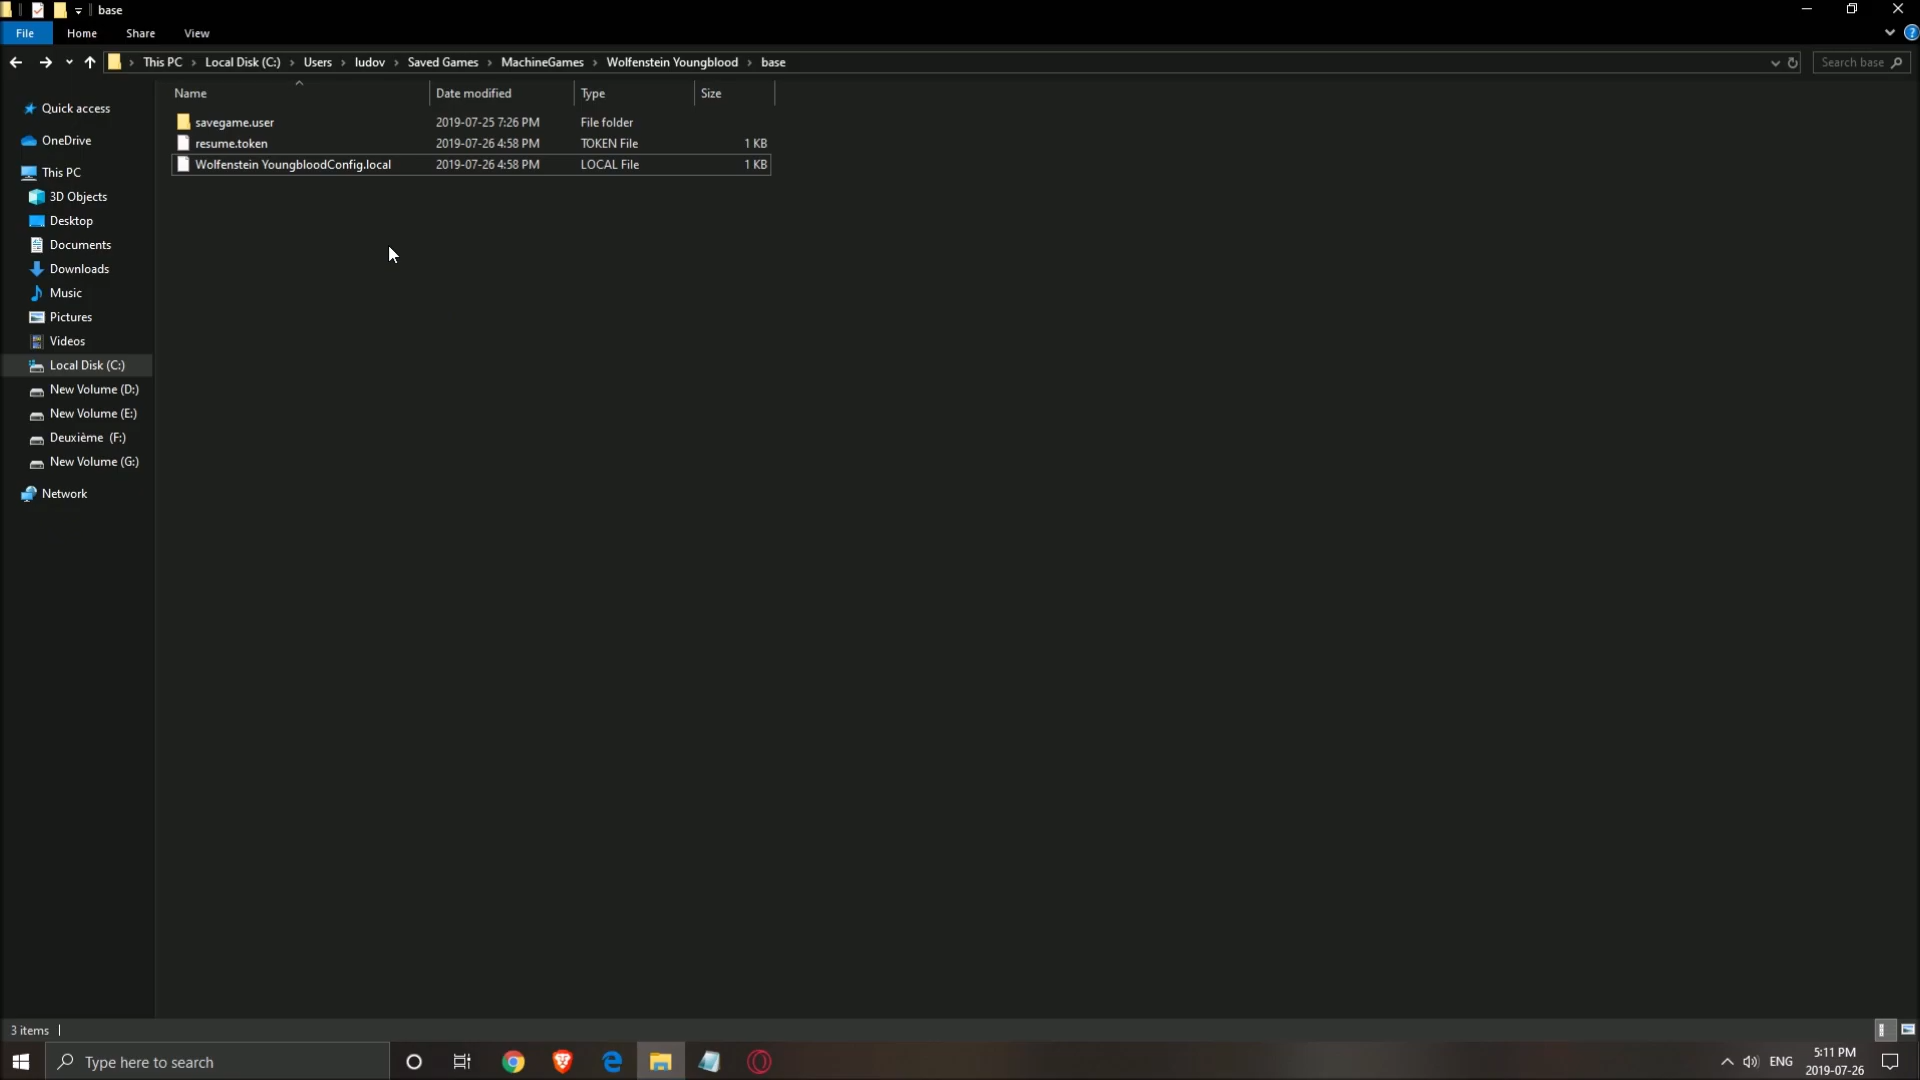 base
File Home Share View
This PC Local Disk (C:) Users ludov Saved Games MachineGames Wolfenstein Youngblood base Search base
Name Date modified Type Size
savegame.user 2019-07-25 7:26 PM File folder
resume.token 2019-07-26 4:58 PM TOKEN File 1 KB
Wolfenstein YoungbloodConfig.local 2019-07-26 4:58 PM LOCAL File 1 KB
Quick access
OneDrive
This PC
3D Objects
Desktop
Documents
Downloads
Music
Pictures
Videos
Local Disk (C:)
New Volume (D:)
New Volume (E:)
Deuxième (F:)
New Volume (G:)
Network
3 items
Type here to search
ENG
5:11 PM
2019-07-26